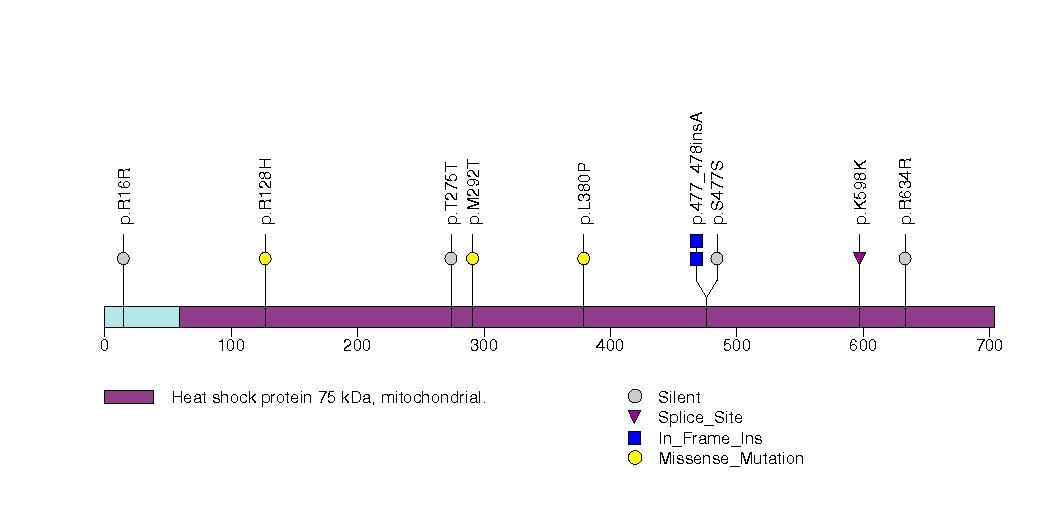 p.R16R
p.R128H
p.T275T
p.M292T
p.L380P
p.477_478insA
p.S477S
p.K598K
p.R634R
0 100 200 300 400 500 600 700
Heat shock protein 75 kDa, mitochondrial.
Silent
Splice_Site
In_Frame_Ins
Missense_Mutation